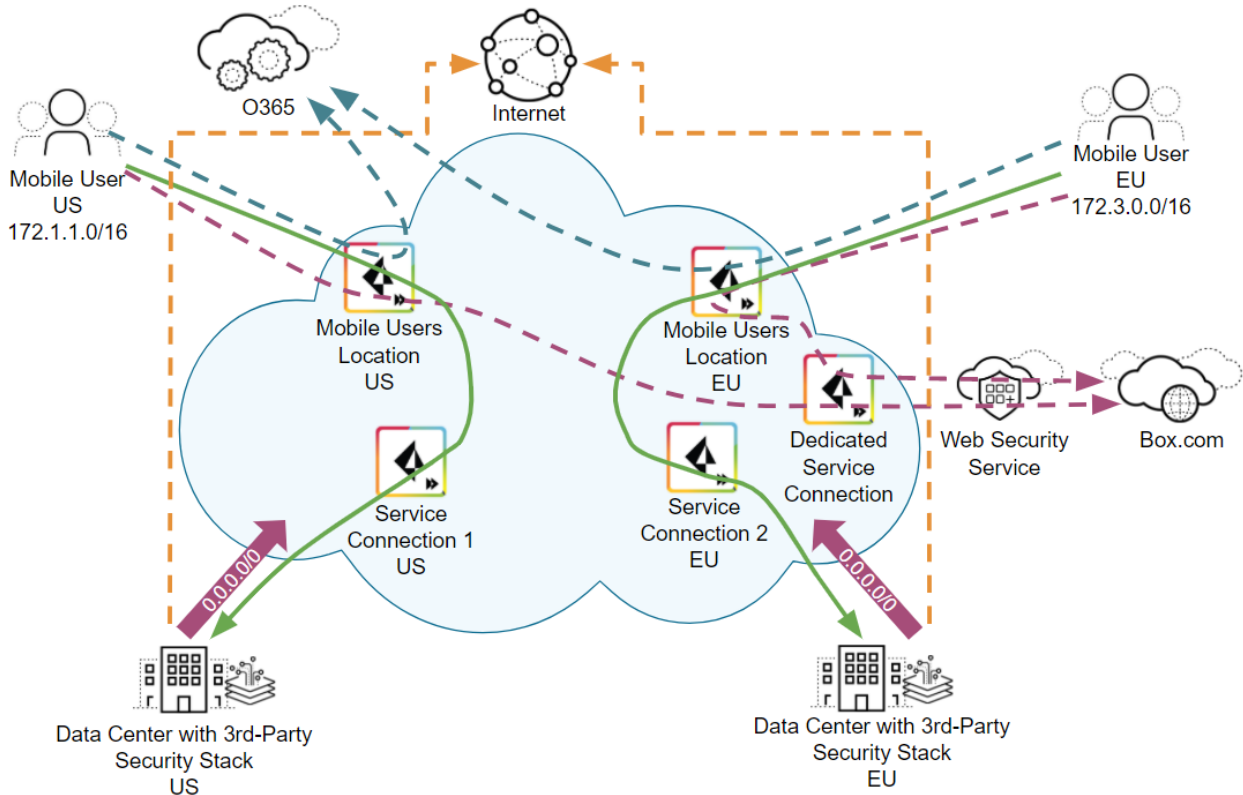 O365
Internet
Mobile User
US
172.1.1.0/16
Mobile User
EU
172.3.0.0/16
Mobile Users
Location
US
Mobile Users
Location
EU
Service
Connection 1
US
Service
Connection 2
EU
Dedicated
Service
Connection
Web Security
Service
Box.com
0.0.0.0/0
0.0.0.0/0
Data Center with 3rd-Party
Security Stack
US
Data Center with 3rd-Party
Security Stack
EU